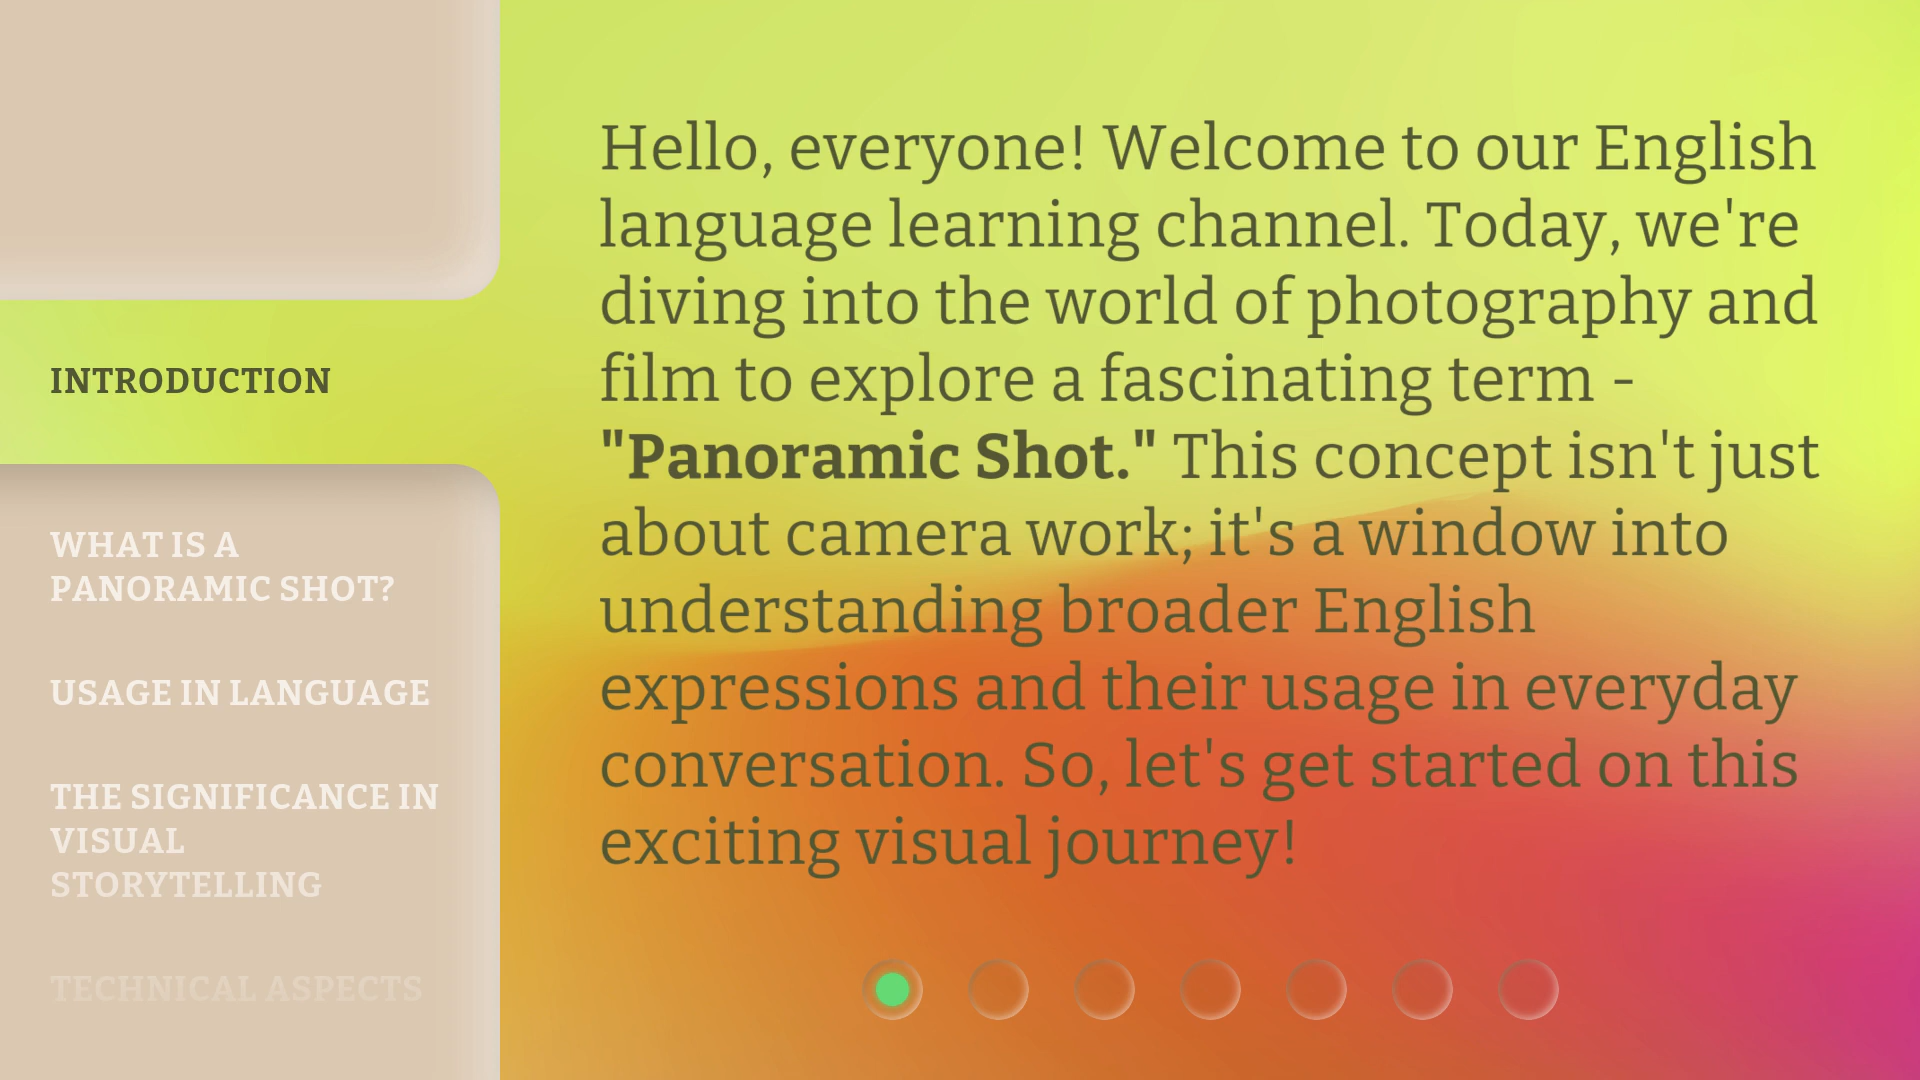 INTRODUCTION
WHAT IS A
PANORAMIC SHOT?
USAGE IN LANGUAGE
THE SIGNIFICANCE IN
VISUAL
STORYTELLING
TECHNICAL ASPECTS
Hello, everyone! Welcome to our English
language learning channel. Today, we're
diving into the world of photography and
film to explore a fascinating term -
"Panoramic Shot." This concept isn't just
about camera work; it's a window into
understanding broader English
expressions and their usage in everyday
conversation. So, let's get started on this
exciting visual journey!